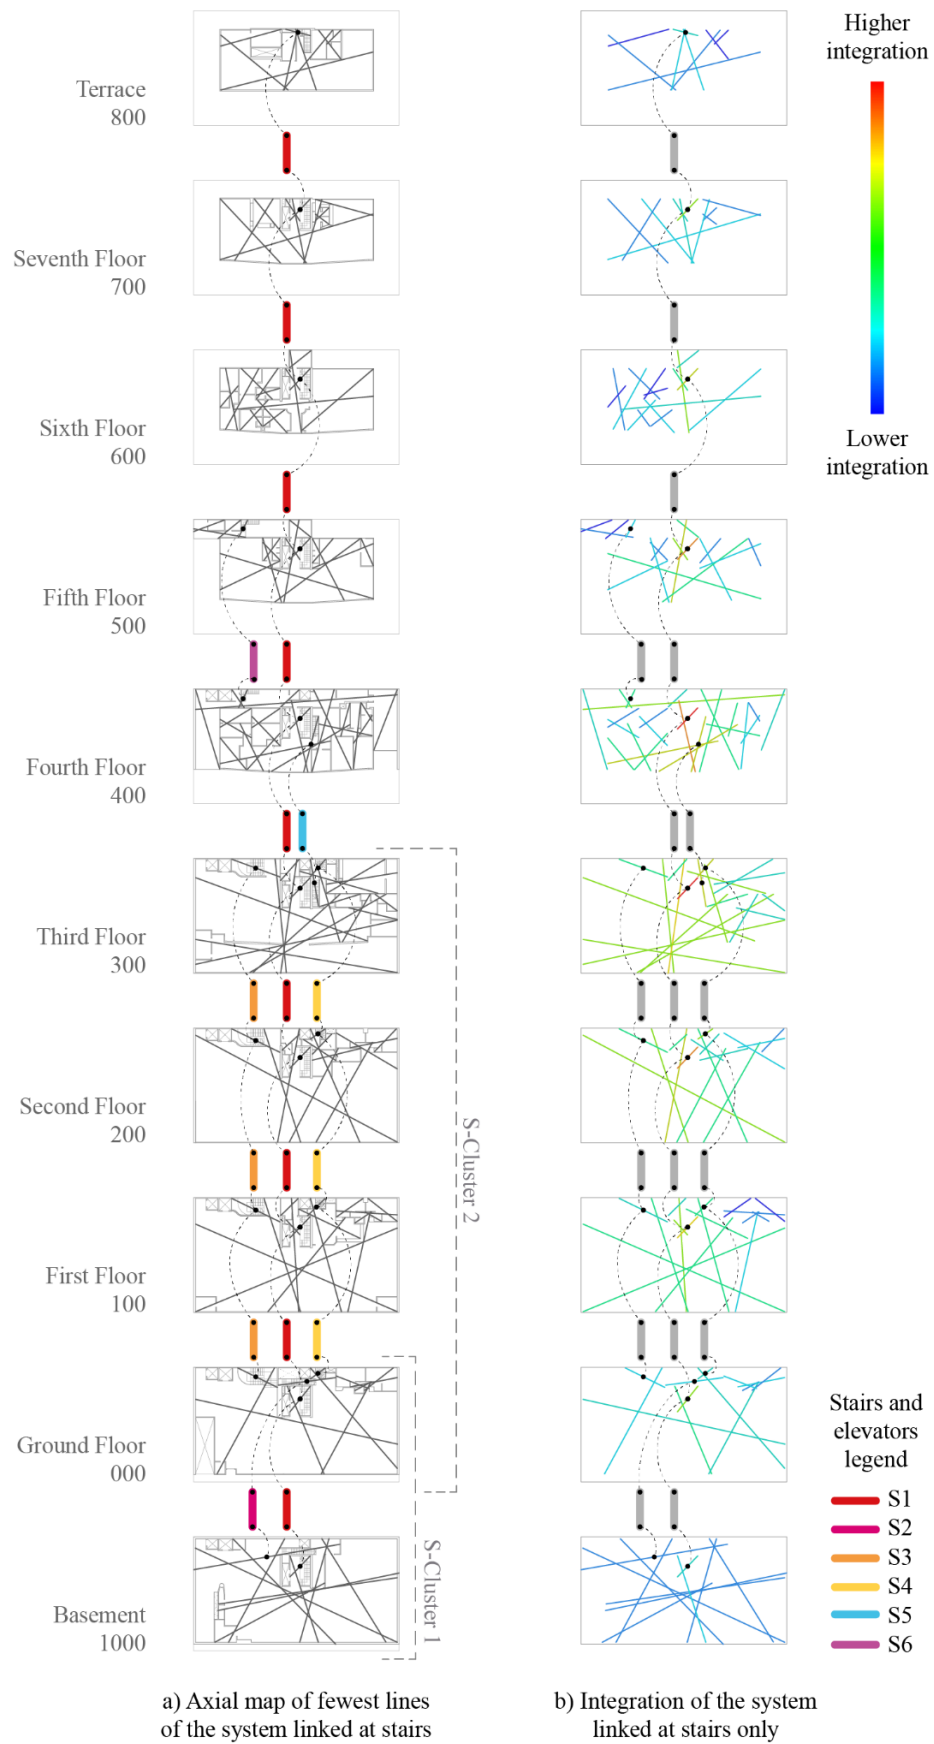 Higher
integration
Terrace
800
Seventh Floor
700
Sixth Floor
600
Lower
integration
Fifth Floor
500
Fourth Floor
400
Third Floor
300
Second Floor
200
S-Cluster 2
First Floor
100
Ground Floor
000
Stairs and
elevators
legend
S1
S2
S3
S4
S5
S6
S-Cluster 1
Basement
1000
a) Axial map of fewest lines
of the system linked at stairs
b) Integration of the system
linked at stairs only